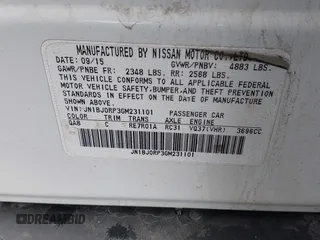 MANUFACTURED BY NISSAN MOTOR CO.,LTD.
DATE: 09/15 GVWR/PNBV: 4883 LBS.
GAWR/PNBE FR: 2348 LBS. RR: 2568 LBS.
THIS VEHICLE CONFORMS TO ALL APPLICABLE FEDERAL
MOTOR VEHICLE SAFETY, BUMPER, AND THEFT PREVENTION
STANDARDS IN EFFECT ON THE DATE OF MANUFACTURE
SHOWN ABOVE.
VIN: JN1BJ0RP3GM231101 PASSENGER CAR
COLOR TRIM TRANS AXLE ENGINE
QAB C RE7R01A RC31 VQ37(VHR) 3696CC
JN1BJ0RP3GM231101
DREAMBID